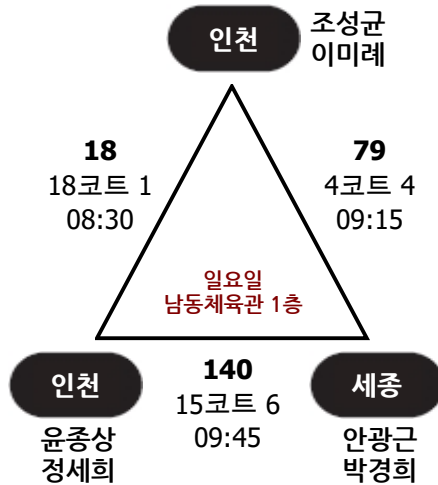 인천
조성균
이미례
18
18코트 1
08:30
79
4코트 4
09:15
일요일
남동체육관 1층
인천
윤종상
정세희
140
15코트 6
09:45
세종
안광근
박경희